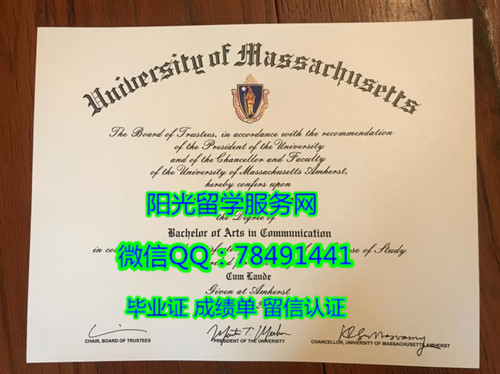 University of Massachusetts
The Board of Trustees, in accordance with the recommendation
of the President of the University
and of the Chancellor and Faculty
of the University of Massachusetts Amherst,
hereby confers upon
阳光留学服务网
the Degree of
Bachelor of Arts in Communication
微信QQ：78491441
of Study
Cum Laude
Given at Amherst
毕业证 成绩单 留信认证
CHAIR, BOARD OF TRUSTEES
PRESIDENT OF THE UNIVERSITY
CHANCELLOR, UNIVERSITY OF MASSACHUSETTS AMHERST